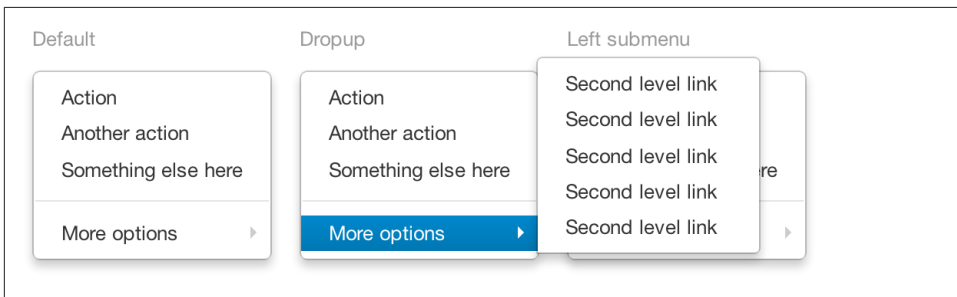 Default
Dropup
Left submenu
Action
Another action
Something else here
More options
Action
Another action
Something else here
More options
Second level link
Second level link
Second level link
Second level link
Second level link